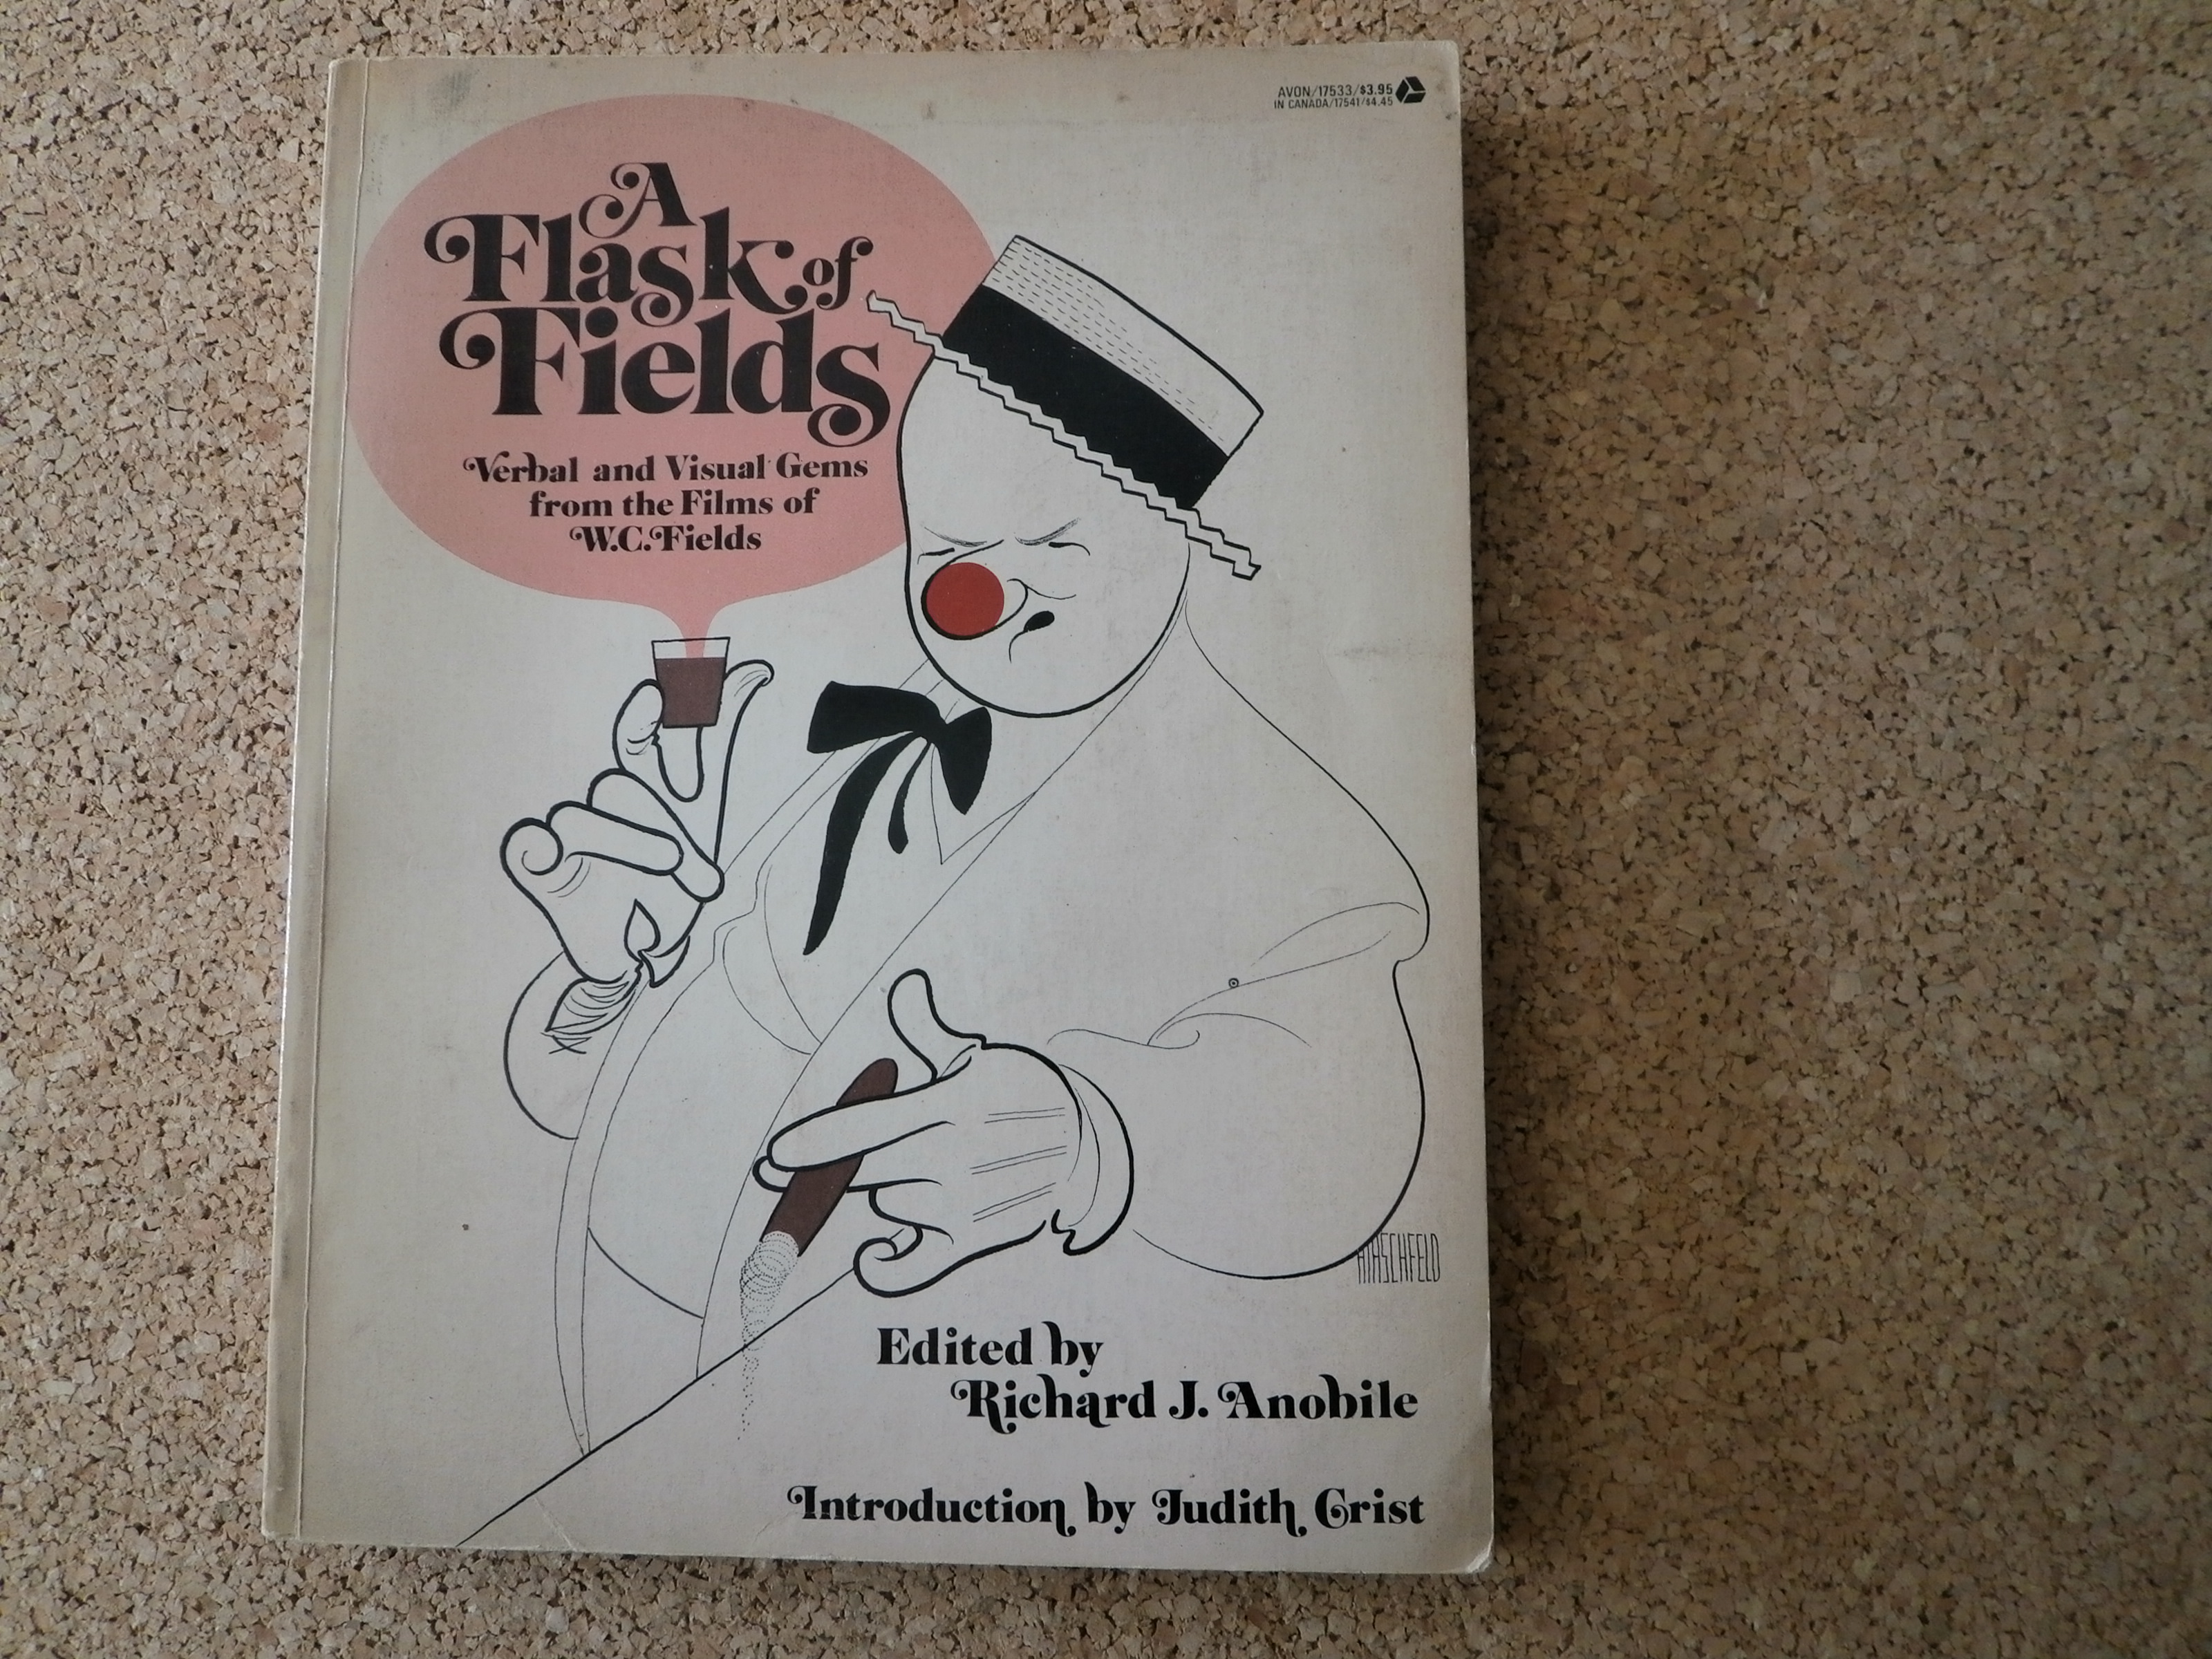 AVON/17533/$3.95
IN CANADA/17541/$4.45
A
Flask of
Fields
Verbal and Visual Gems
from the Films of
W.C. Fields
HIRSCHFELD
Edited by
Richard J. Anobile
Introduction by Judith Crist